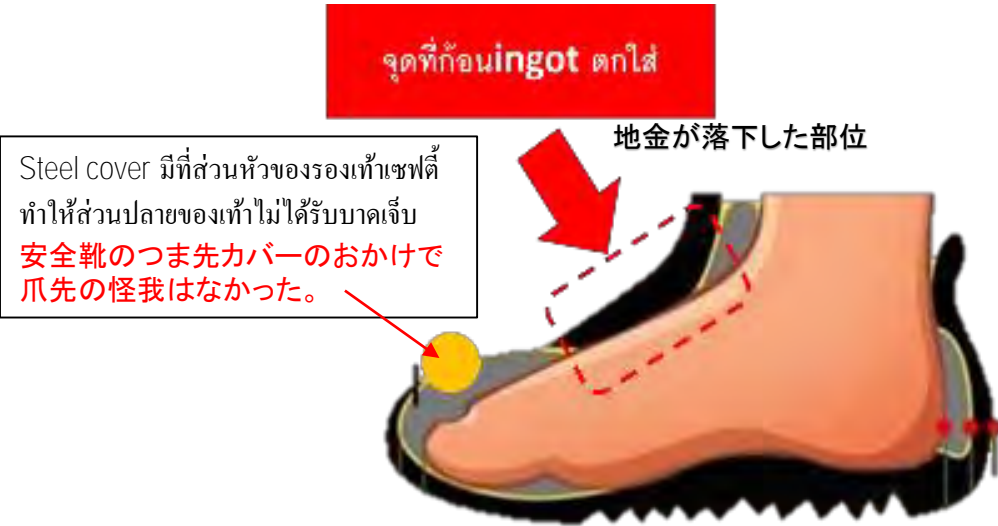 จุดที่ก้อนingot ตกใส่
地金が落下した部位
Steel cover มีที่ส่วนหัวของรองเท้าเซฟตี้
ทำให้ส่วนปลายของเท้าไม่ได้รับบาดเจ็บ
安全靴のつま先カバーのおかけで
爪先の怪我はなかった。